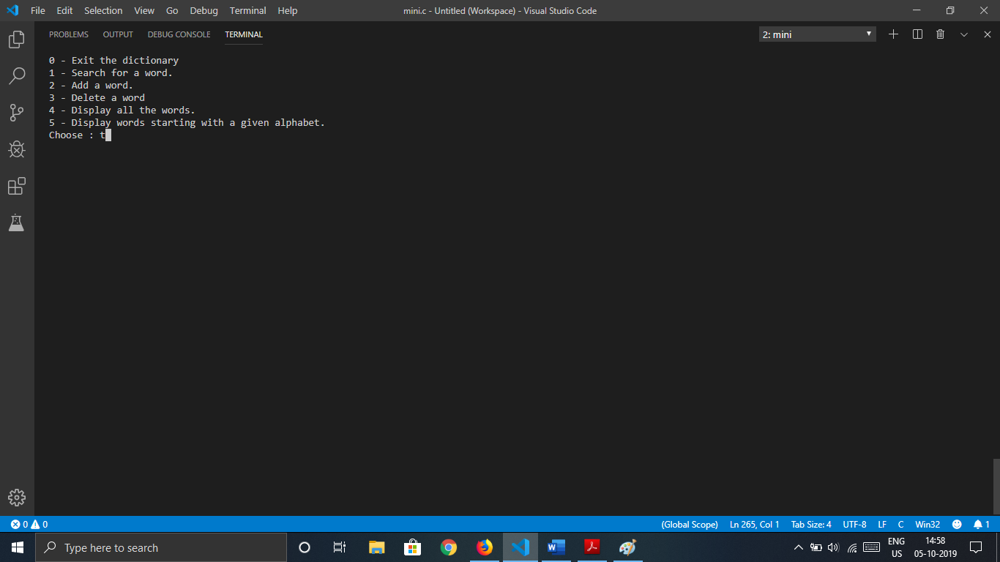 File Edit Selection View Go Debug Terminal Help mini.c - Untitled (Workspace) - Visual Studio Code
PROBLEMS OUTPUT DEBUG CONSOLE TERMINAL 2: mini
0 - Exit the dictionary
1 - Search for a word.
2 - Add a word.
3 - Delete a word
4 - Display all the words.
5 - Display words starting with a given alphabet.
Choose : t
0 0 (Global Scope) Ln 265, Col 1 Tab Size: 4 UTF-8 LF C Win32 1
Type here to search ENG 14:58
US 05-10-2019